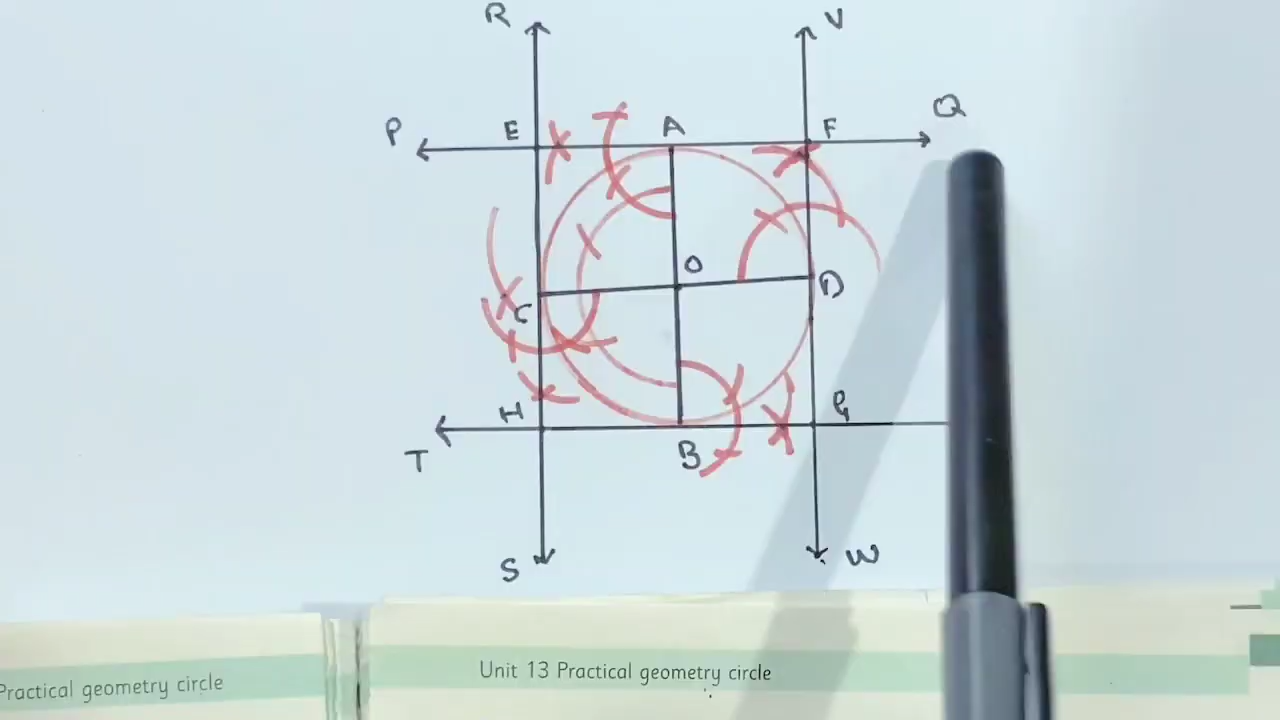 R
V
P
E
A
F
Q
O
C
D
H
G
T
B
S
W
Practical geometry circle
Unit 13 Practical geometry circle